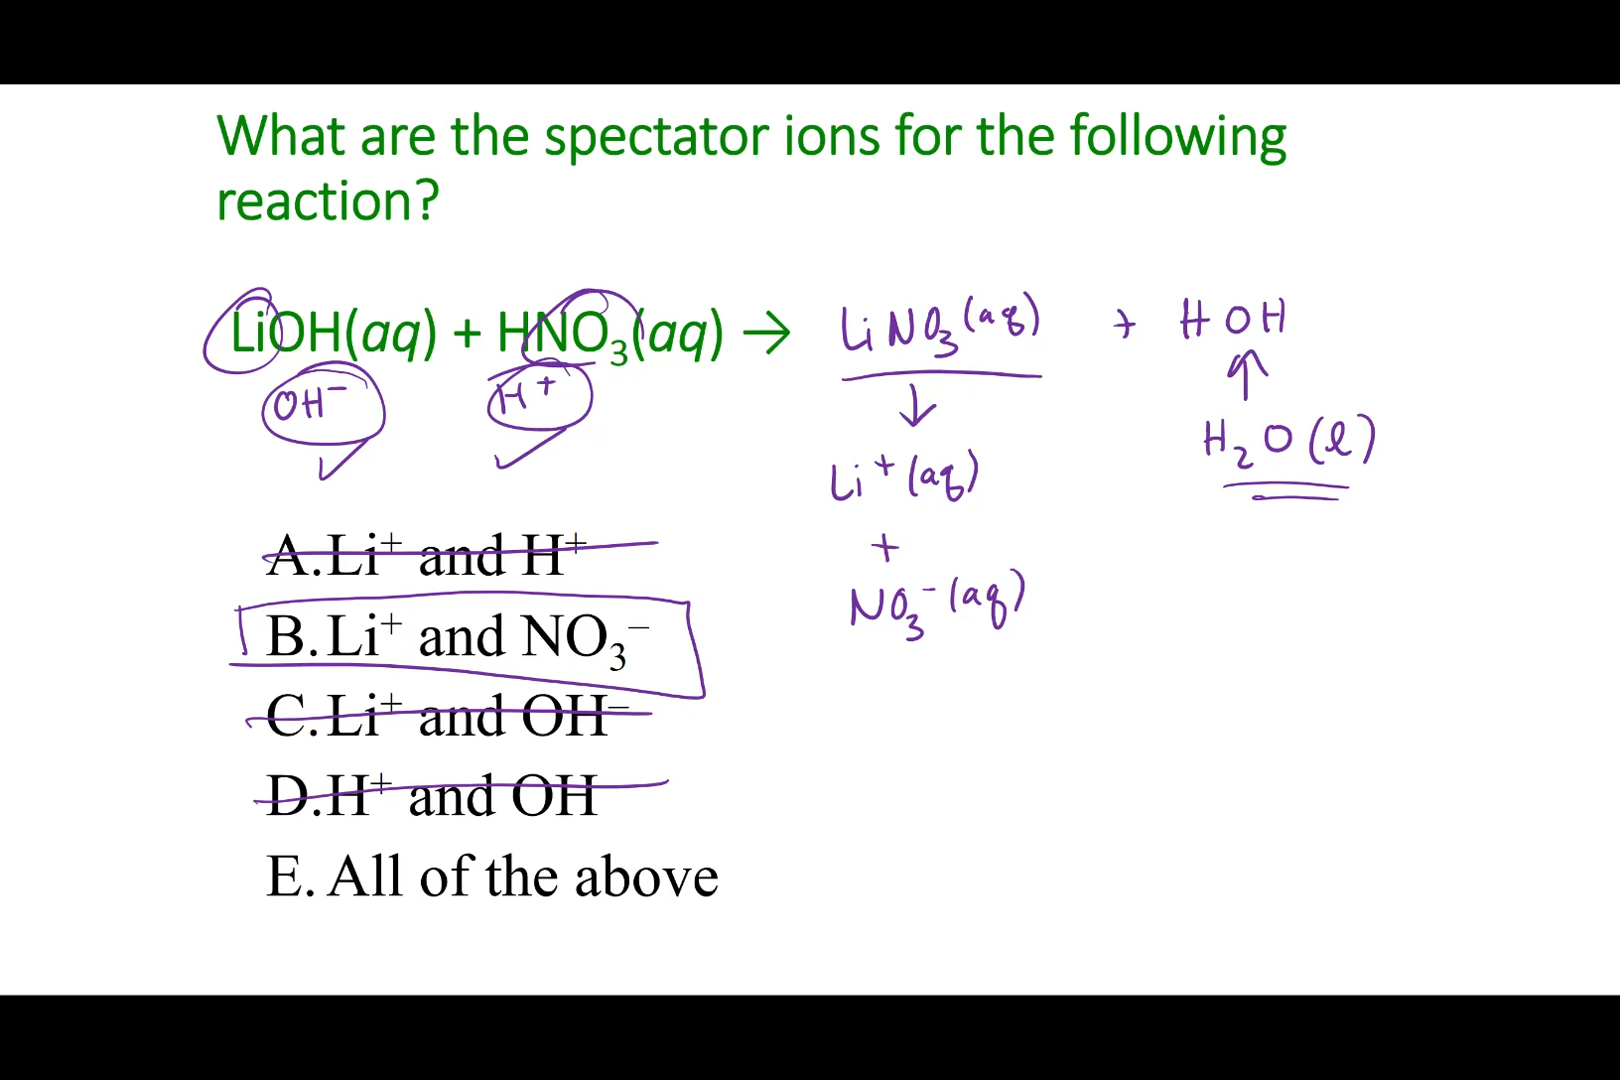 What are the spectator ions for the following
reaction?
LiOH(aq) + HNO₃(aq) → LiNO₃(aq) + HOH
OH⁻ H⁺
↓ ↑
H₂O(l)
Li⁺(aq)
+
NO₃⁻(aq)
A. Li⁺ and H⁺
B. Li⁺ and NO₃⁻
C. Li⁺ and OH⁻
D. H⁺ and OH
E. All of the above